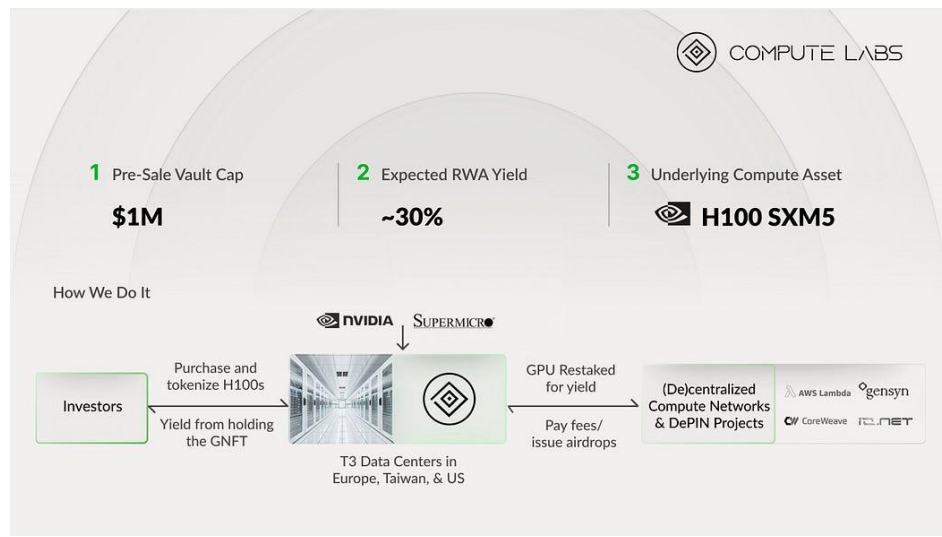 COMPUTE LABS
1 Pre-Sale Vault Cap
$1M
2 Expected RWA Yield
~30%
3 Underlying Compute Asset
H100 SXM5
How We Do It
NVIDIA
SUPERMICRO
Investors
Purchase and
tokenize H100s
Yield from holding
the GNFT
T3 Data Centers in
Europe, Taiwan, & US
GPU Restaked
for yield
Pay fees/
issue airdrops
(De)centralized
Compute Networks
& DePIN Projects
AWS Lambda
gensyn
CoreWeave
io.net